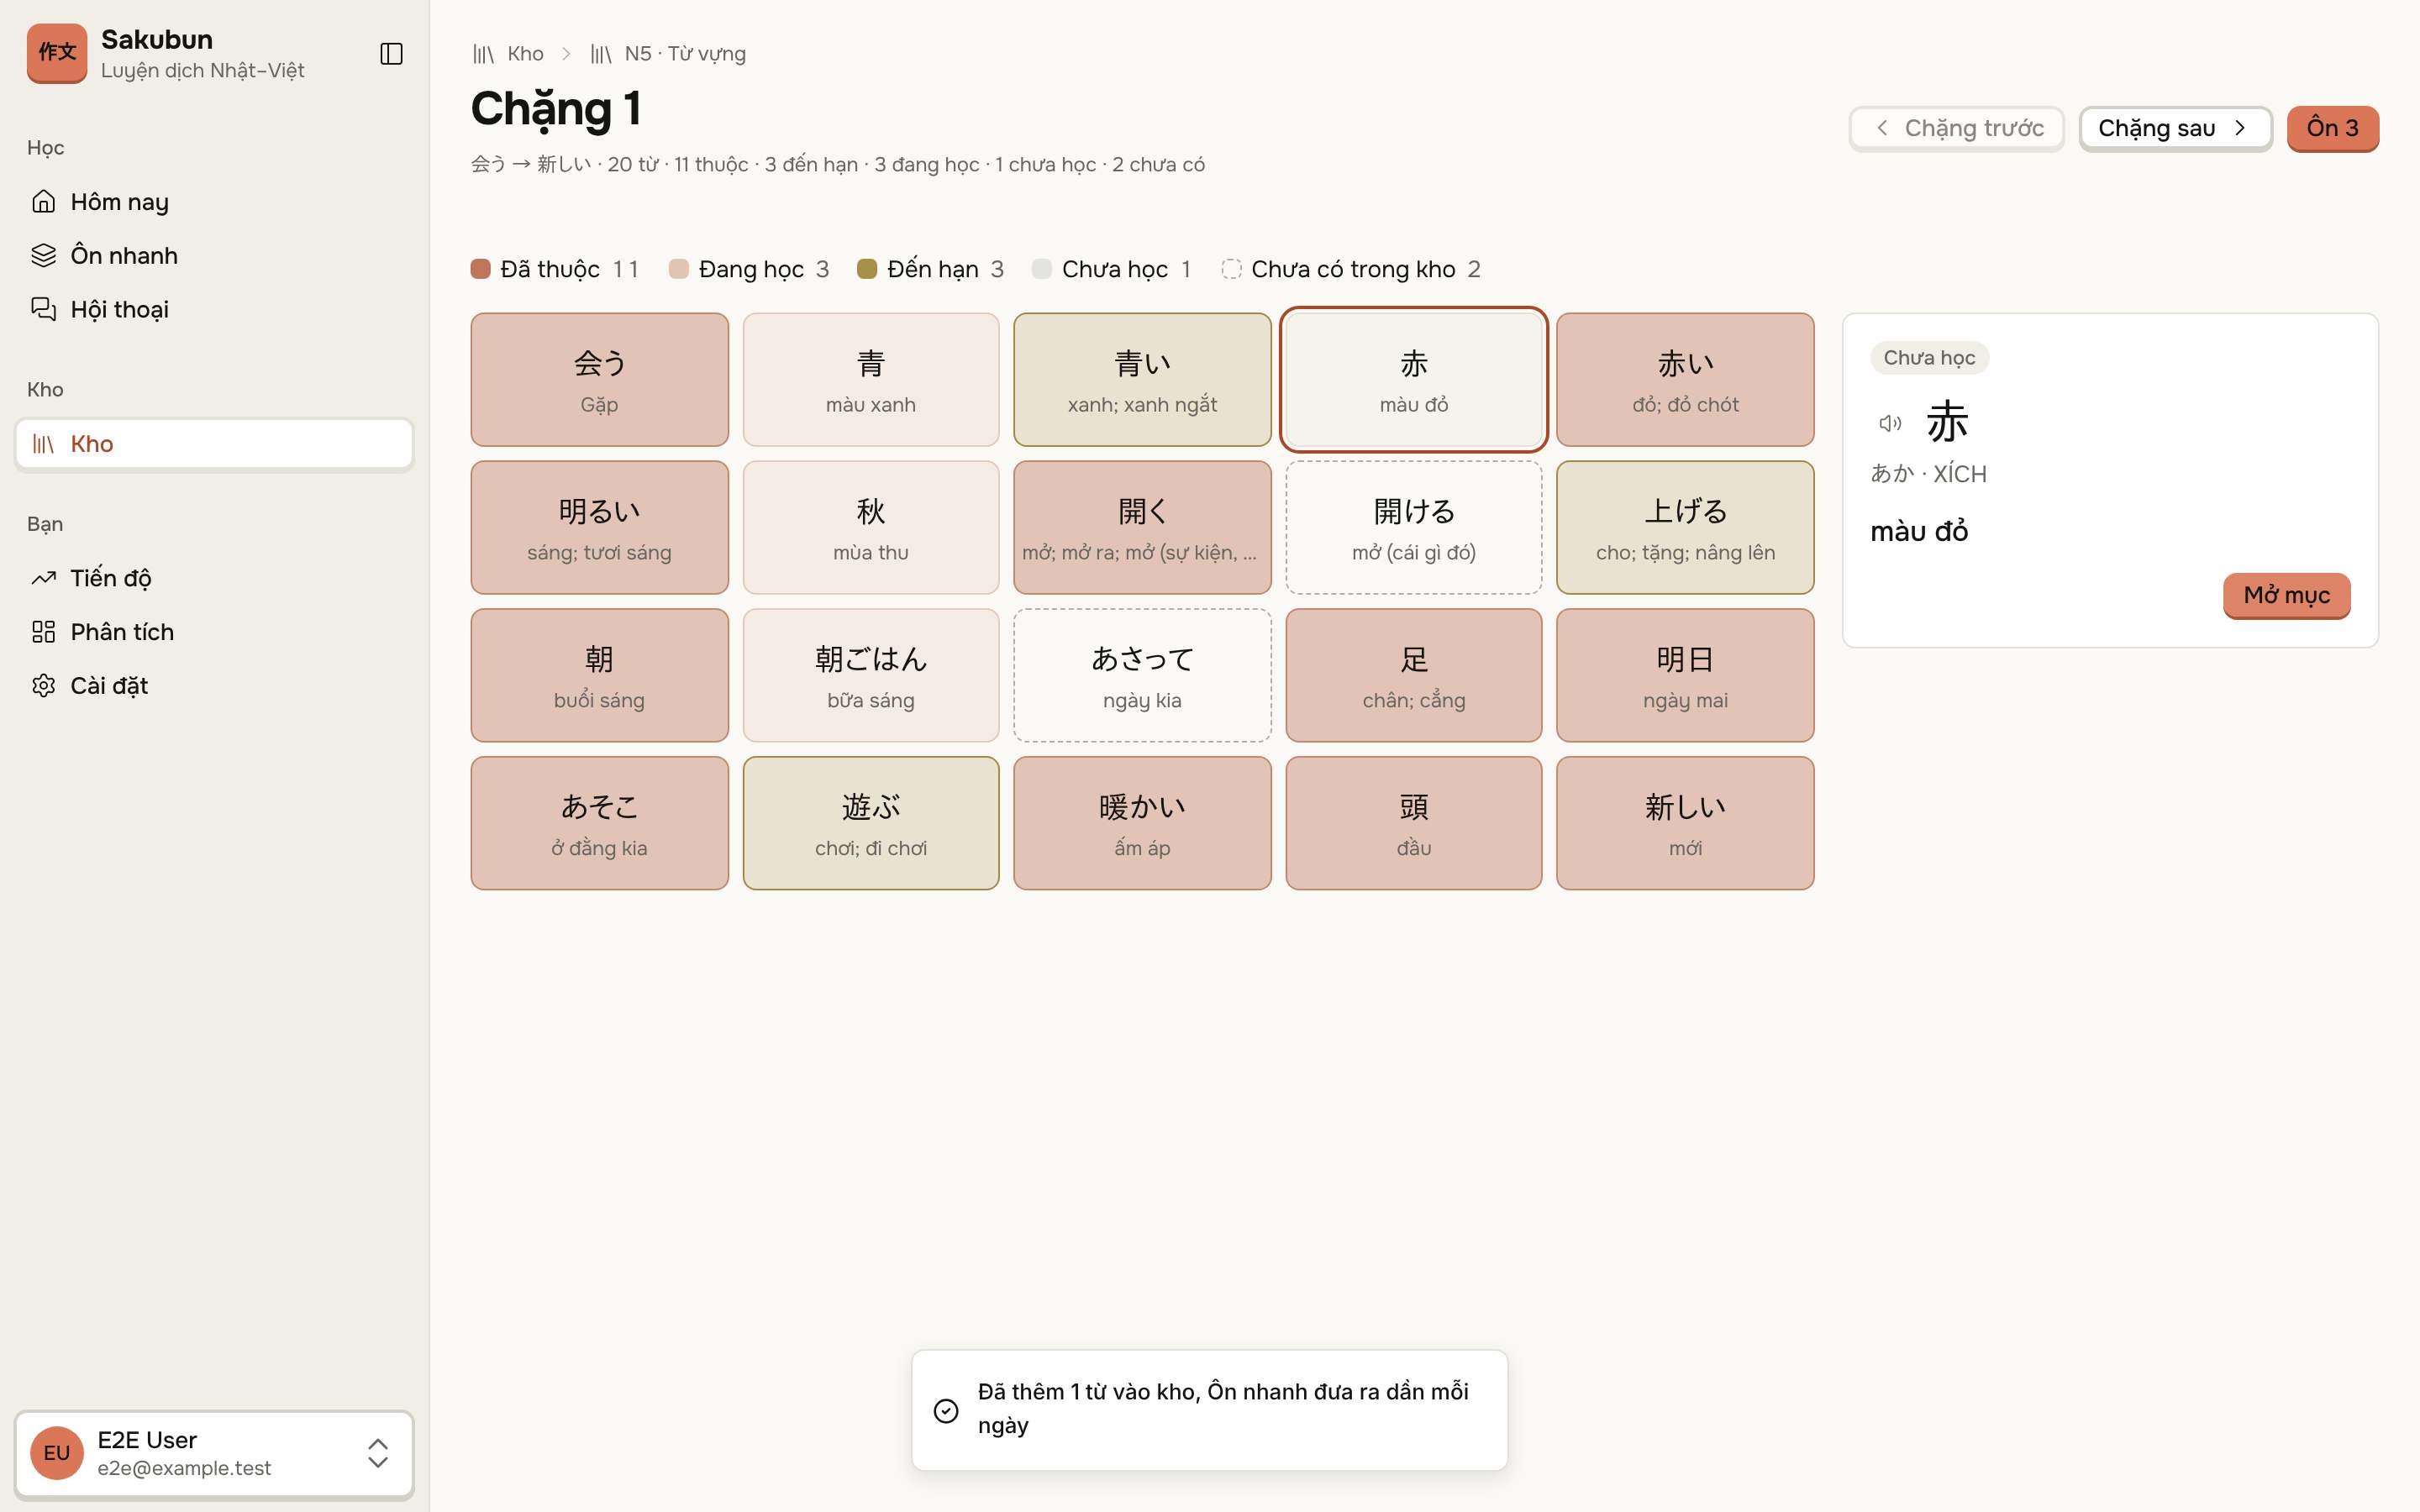 作文
Sakubun
Luyện dịch Nhật–Việt
Học
Hôm nay
Ôn nhanh
Hội thoại
Kho
Kho
Bạn
Tiến độ
Phân tích
Cài đặt
EU
E2E User
e2e@example.test
Kho
N5 · Từ vựng
Chặng 1
会う → 新しい · 20 từ · 11 thuộc · 3 đến hạn · 3 đang học · 1 chưa học · 2 chưa có
Chặng trước
Chặng sau
Ôn 3
Đã thuộc 11
Đang học 3
Đến hạn 3
Chưa học 1
Chưa có trong kho 2
会う
Gặp
青
màu xanh
青い
xanh; xanh ngắt
赤
màu đỏ
赤い
đỏ; đỏ chót
明るい
sáng; tươi sáng
秋
mùa thu
開く
mở; mở ra; mở (sự kiện, ...
開ける
mở (cái gì đó)
上げる
cho; tặng; nâng lên
朝
buổi sáng
朝ごはん
bữa sáng
あさって
ngày kia
足
chân; cẳng
明日
ngày mai
あそこ
ở đằng kia
遊ぶ
chơi; đi chơi
暖かい
ấm áp
頭
đầu
新しい
mới
Chưa học
赤
あか · XÍCH
màu đỏ
Mở mục
Đã thêm 1 từ vào kho, Ôn nhanh đưa ra dần mỗi
ngày